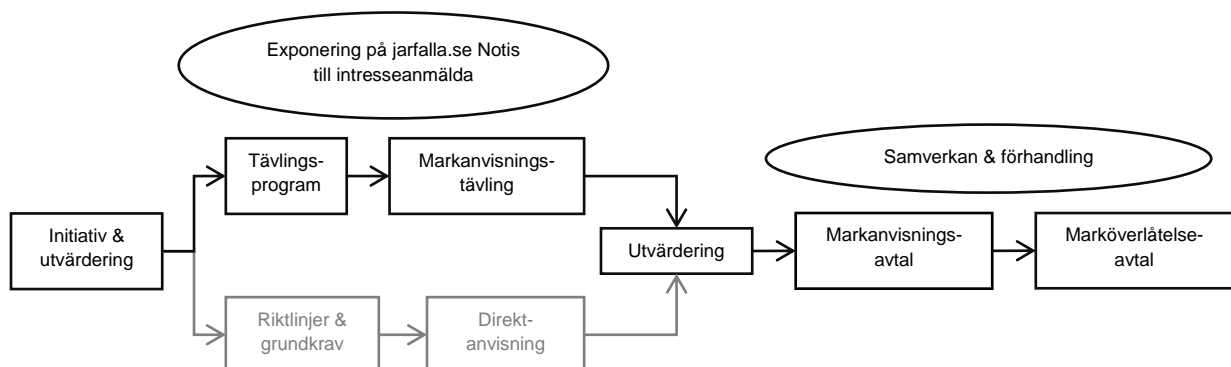 Exponering på jarfalla.se Notis
till intresseanmälda
Tävlings-
program
Markanvisnings-
tävling
Samverkan & förhandling
Initiativ &
utvärdering
Utvärdering
Markanvisnings-
avtal
Marköverlåtelse-
avtal
Riktlinjer &
grundkrav
Direkt-
anvisning